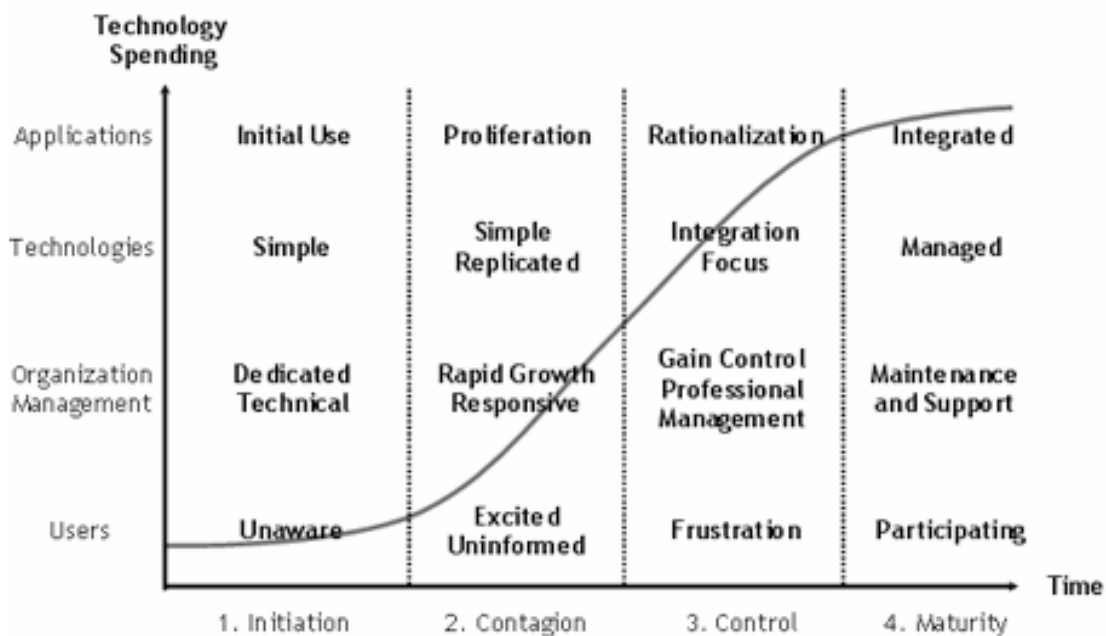 Technology
Spending
Applications Initial Use Proliferation Rationalization Integrated
Technologies Simple Simple
Replicated Integration
Focus Managed
Organization
Management Dedicated
Technical Rapid Growth
Responsive Gain Control
Professional
Management Maintenance
and Support
Users Unaware Excited
Uninformed Frustration Participating
Time
1. Initiation 2. Contagion 3. Control 4. Maturity